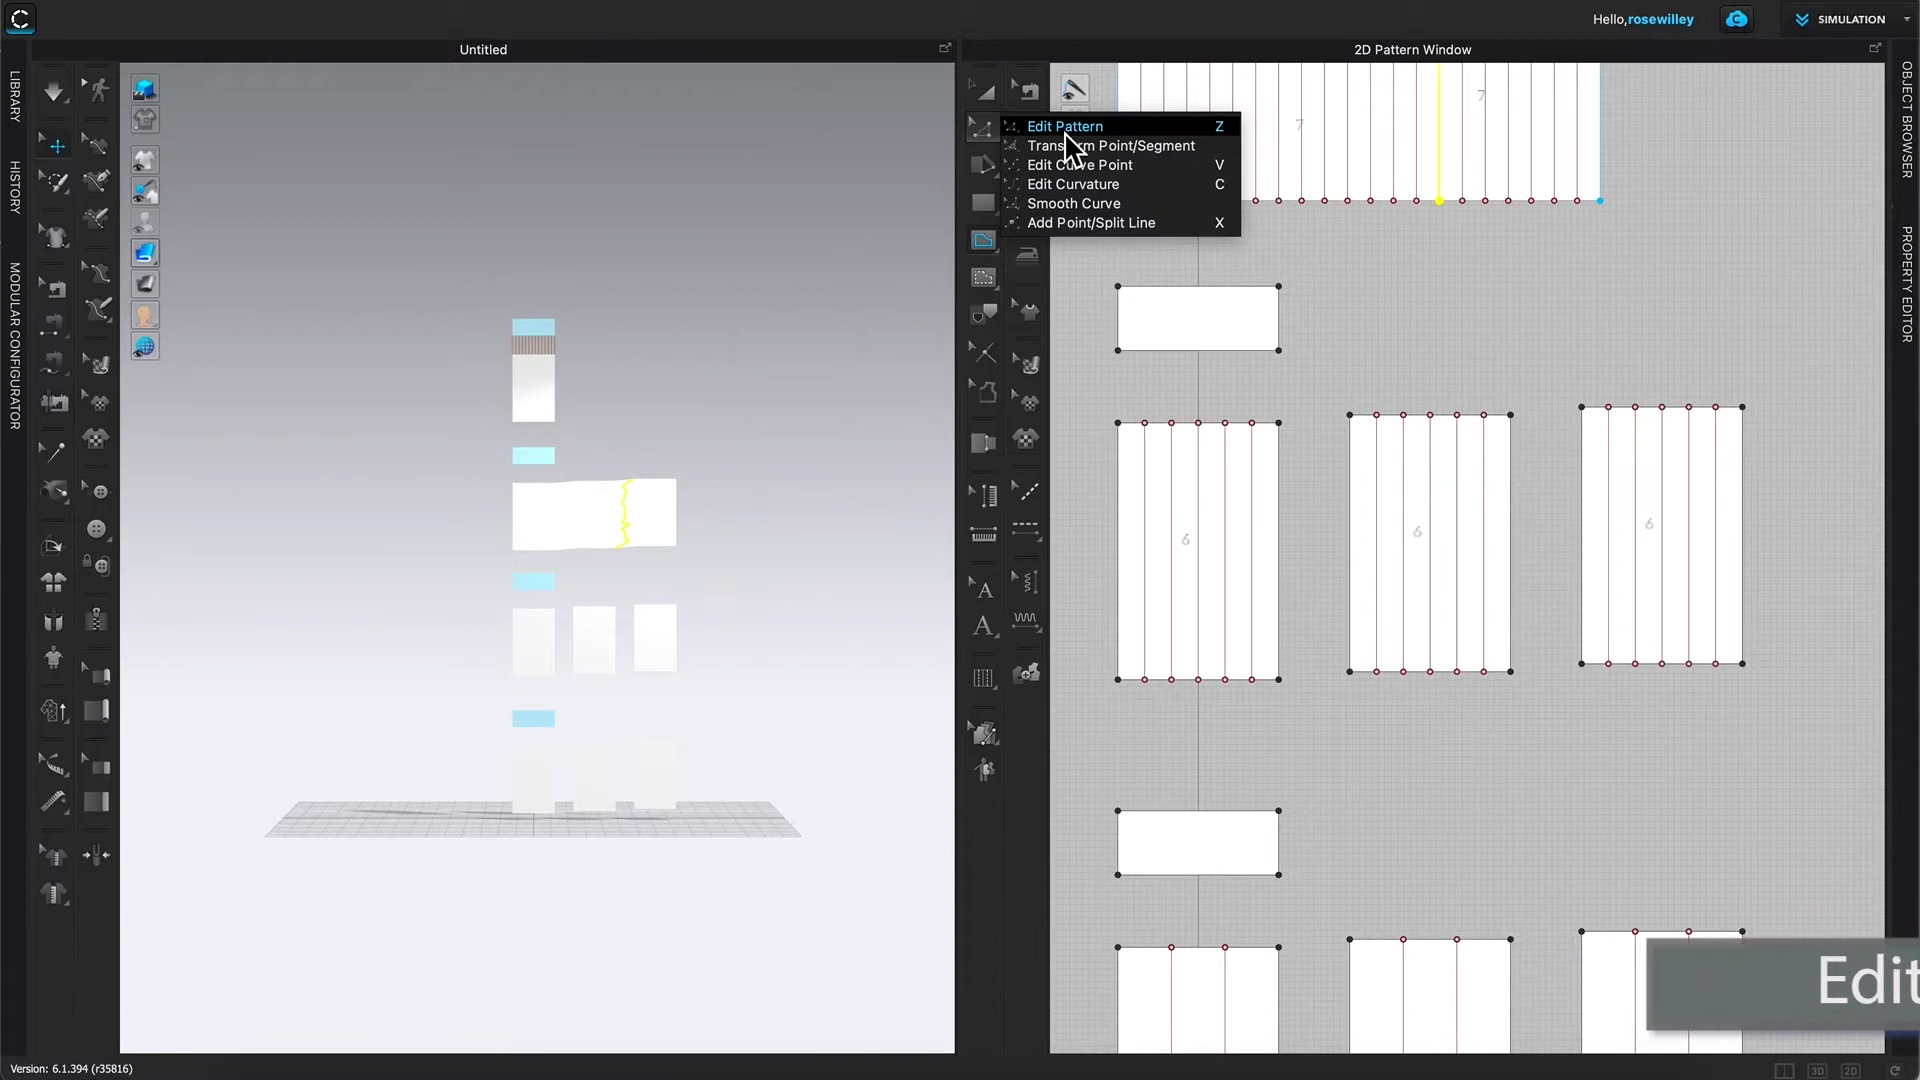 Hello,rosewilley
SIMULATION
Untitled
2D Pattern Window
LIBRARY
HISTORY
MODULAR CONFIGURATOR
OBJECT BROWSER
PROPERTY EDITOR
Edit Pattern Z
Transform Point/Segment
Edit Curve Point V
Edit Curvature C
Smooth Curve
Add Point/Split Line X
7
7
6
6
6
Edit
Version: 6.1.394 (r35816)
3D
2D